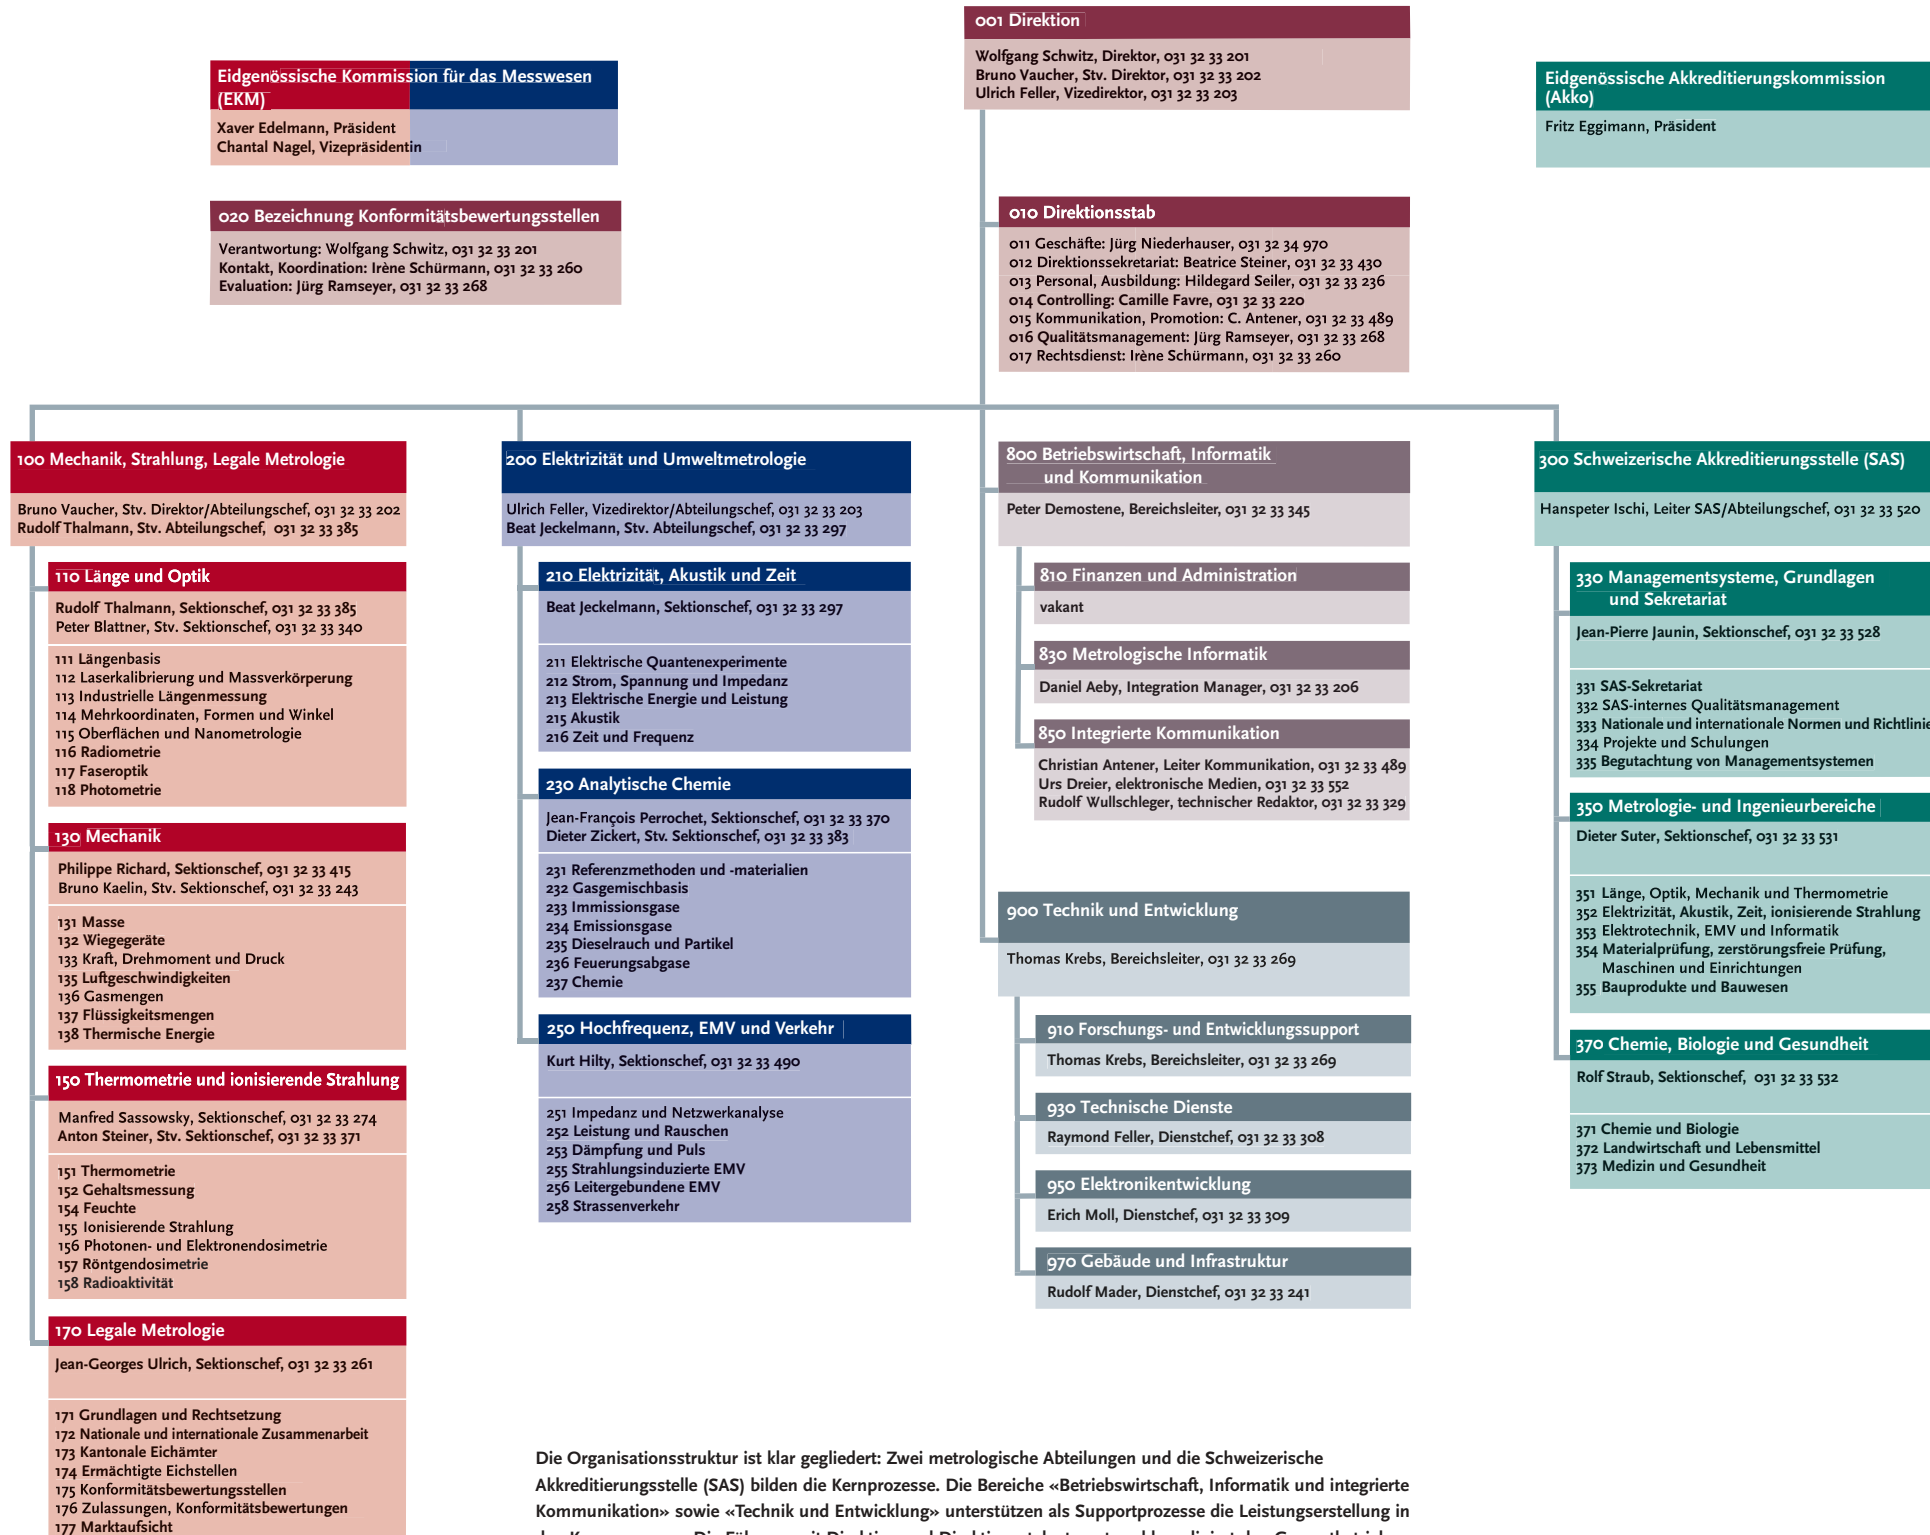 001 Direktion
Wolfgang Schwitz, Direktor, 031 32 33 201
Bruno Vaucher, Stv. Direktor, 031 32 33 202
Ulrich Feller, Vizedirektor, 031 32 33 203
Eidgenössische Kommission für das Messwesen
(EKM)
Xaver Edelmann, Präsident
Chantal Nagel, Vizepräsidentin
Eidgenössische Akkreditierungskommission
(Akko)
Fritz Eggimann, Präsident
020 Bezeichnung Konformitätsbewertungsstellen
Verantwortung: Wolfgang Schwitz, 031 32 33 201
Kontakt, Koordination: Irène Schürmann, 031 32 33 260
Evaluation: Jürg Ramseyer, 031 32 33 268
010 Direktionsstab
011 Geschäfte: Jürg Niederhauser, 031 32 34 970
012 Direktionssekretariat: Beatrice Steiner, 031 32 33 430
013 Personal, Ausbildung: Hildegard Seiler, 031 32 33 236
014 Controlling: Camille Favre, 031 32 33 220
015 Kommunikation, Promotion: C. Antener, 031 32 33 489
016 Qualitätsmanagement: Jürg Ramseyer, 031 32 33 268
017 Rechtsdienst: Irène Schürmann, 031 32 33 260
100 Mechanik, Strahlung, Legale Metrologie
Bruno Vaucher, Stv. Direktor/Abteilungschef, 031 32 33 202
Rudolf Thalmann, Stv. Abteilungschef, 031 32 33 385
110 Länge und Optik
Rudolf Thalmann, Sektionschef, 031 32 33 385
Peter Blattner, Stv. Sektionschef, 031 32 33 340
111 Längenbasis
112 Laserkalibrierung und Massverkörperung
113 Industrielle Längenmessung
114 Mehrkoordinaten, Formen und Winkel
115 Oberflächen und Nanometrologie
116 Radiometrie
117 Faseroptik
118 Photometrie
130 Mechanik
Philippe Richard, Sektionschef, 031 32 33 415
Bruno Kaelin, Stv. Sektionschef, 031 32 33 243
131 Masse
132 Wiegegeräte
133 Kraft, Drehmoment und Druck
135 Luftgeschwindigkeiten
136 Gasmengen
137 Flüssigkeitsmengen
138 Thermische Energie
150 Thermometrie und ionisierende Strahlung
Manfred Sassowsky, Sektionschef, 031 32 33 274
Anton Steiner, Stv. Sektionschef, 031 32 33 371
151 Thermometrie
152 Gehaltsmessung
154 Feuchte
155 Ionisierende Strahlung
156 Photonen- und Elektronendosimetrie
157 Röntgendosimetrie
158 Radioaktivität
170 Legale Metrologie
Jean-Georges Ulrich, Sektionschef, 031 32 33 261
171 Grundlagen und Rechtsetzung
172 Nationale und internationale Zusammenarbeit
173 Kantonale Eichämter
174 Ermächtigte Eichstellen
175 Konformitätsbewertungsstellen
176 Zulassungen, Konformitätsbewertungen
177 Marktaufsicht
200 Elektrizität und Umweltmetrologie
Ulrich Feller, Vizedirektor/Abteilungschef, 031 32 33 203
Beat Jeckelmann, Stv. Abteilungschef, 031 32 33 297
210 Elektrizität, Akustik und Zeit
Beat Jeckelmann, Sektionschef, 031 32 33 297
211 Elektrische Quantenexperimente
212 Strom, Spannung und Impedanz
213 Elektrische Energie und Leistung
215 Akustik
216 Zeit und Frequenz
230 Analytische Chemie
Jean-François Perrochet, Sektionschef, 031 32 33 370
Dieter Zickert, Stv. Sektionschef, 031 32 33 383
231 Referenzmethoden und -materialien
232 Gasgemischbasis
233 Immissionsgase
234 Emissionsgase
235 Dieselrauch und Partikel
236 Feuerungsabgase
237 Chemie
250 Hochfrequenz, EMV und Verkehr
Kurt Hilty, Sektionschef, 031 32 33 490
251 Impedanz und Netzwerkanalyse
252 Leistung und Rauschen
253 Dämpfung und Puls
255 Strahlungsinduzierte EMV
256 Leitergebundene EMV
258 Strassenverkehr
800 Betriebswirtschaft, Informatik
und Kommunikation
Peter Demostene, Bereichsleiter, 031 32 33 345
810 Finanzen und Administration
vakant
830 Metrologische Informatik
Daniel Aeby, Integration Manager, 031 32 33 206
850 Integrierte Kommunikation
Christian Antener, Leiter Kommunikation, 031 32 33 489
Urs Dreier, elektronische Medien, 031 32 33 552
Rudolf Wullschleger, technischer Redaktor, 031 32 33 329
900 Technik und Entwicklung
Thomas Krebs, Bereichsleiter, 031 32 33 269
910 Forschungs- und Entwicklungssupport
Thomas Krebs, Bereichsleiter, 031 32 33 269
930 Technische Dienste
Raymond Feller, Dienstchef, 031 32 33 308
950 Elektronikentwicklung
Erich Moll, Dienstchef, 031 32 33 309
970 Gebäude und Infrastruktur
Rudolf Mader, Dienstchef, 031 32 33 241
300 Schweizerische Akkreditierungsstelle (SAS)
Hanspeter Ischi, Leiter SAS/Abteilungschef, 031 32 33 520
330 Managementsysteme, Grundlagen
und Sekretariat
Jean-Pierre Jaunin, Sektionschef, 031 32 33 528
331 SAS-Sekretariat
332 SAS-internes Qualitätsmanagement
333 Nationale und internationale Normen und Richtlinie
334 Projekte und Schulungen
335 Begutachtung von Managementsystemen
350 Metrologie- und Ingenieurbereiche
Dieter Suter, Sektionschef, 031 32 33 531
351 Länge, Optik, Mechanik und Thermometrie
352 Elektrizität, Akustik, Zeit, ionisierende Strahlung
353 Elektrotechnik, EMV und Informatik
354 Materialprüfung, zerstörungsfreie Prüfung,
Maschinen und Einrichtungen
355 Bauprodukte und Bauwesen
370 Chemie, Biologie und Gesundheit
Rolf Straub, Sektionschef, 031 32 33 532
371 Chemie und Biologie
372 Landwirtschaft und Lebensmittel
373 Medizin und Gesundheit
Die Organisationsstruktur ist klar gegliedert: Zwei metrologische Abteilungen und die Schweizerische
Akkreditierungsstelle (SAS) bilden die Kernprozesse. Die Bereiche «Betriebswirtschaft, Informatik und integrierte
Kommunikation» sowie «Technik und Entwicklung» unterstützen als Supportprozesse die Leistungserstellung in